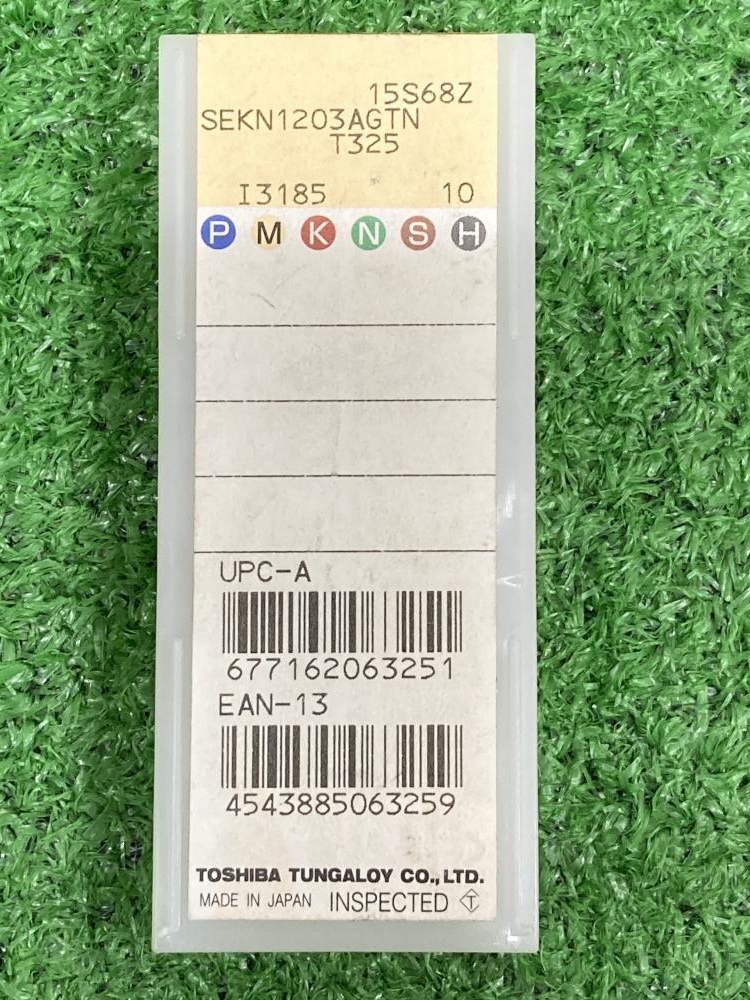 15S68Z
SEKN1203AGTN
T325
I3185 10
P M K N S H
UPC-A
677162063251
EAN-13
4543885063259
TOSHIBA TUNGALOY CO., LTD.
MADE IN JAPAN INSPECTED T